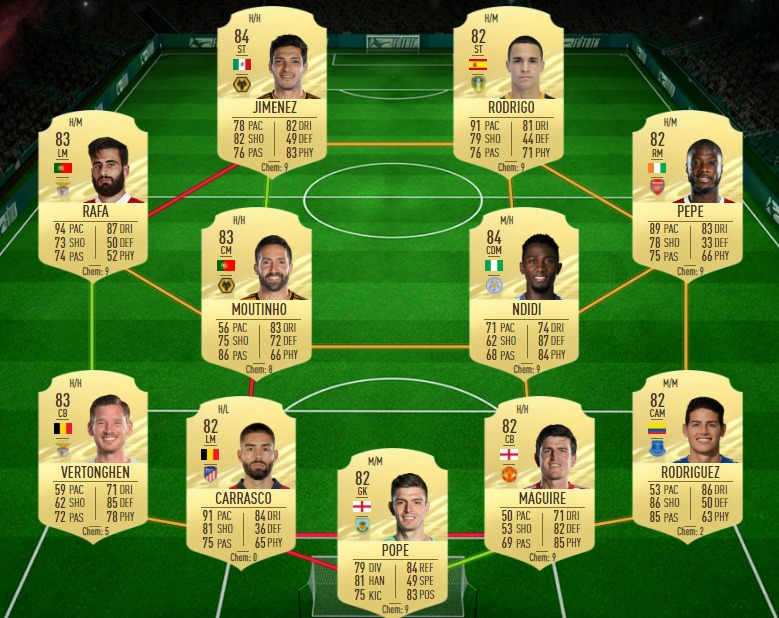 H/H
84
ST
JIMENEZ
78 PAC 82 DRI
82 SHO 49 DEF
76 PAS 83 PHY
Chem: 9
H/M
82
ST
RODRIGO
91 PAC 81 DRI
79 SHO 44 DEF
76 PAS 71 PHY
Chem: 9
H/M
83
LM
RAFA
94 PAC 87 DRI
73 SHO 50 DEF
74 PAS 52 PHY
Chem: 9
H/M
82
RM
PEPE
89 PAC 83 DRI
78 SHO 33 DEF
75 PAS 66 PHY
Chem: 9
H/H
83
CM
MOUTINHO
56 PAC 83 DRI
75 SHO 72 DEF
86 PAS 66 PHY
Chem: 8
M/H
84
CDM
NDIDI
71 PAC 74 DRI
62 SHO 87 DEF
68 PAS 84 PHY
Chem: 9
H/H
83
CB
VERTONGHEN
59 PAC 71 DRI
62 SHO 85 DEF
72 PAS 78 PHY
Chem: 5
H/L
82
LM
CARRASCO
91 PAC 84 DRI
81 SHO 36 DEF
75 PAS 65 PHY
Chem: 0
M/M
82
GK
POPE
79 DIV 84 REF
81 HAN 49 SPE
75 KIC 83 POS
Chem: 9
H/H
82
CB
MAGUIRE
50 PAC 71 DRI
53 SHO 82 DEF
69 PAS 85 PHY
Chem: 9
M/M
82
CAM
RODRIGUEZ
53 PAC 86 DRI
86 SHO 50 DEF
85 PAS 63 PHY
Chem: 2